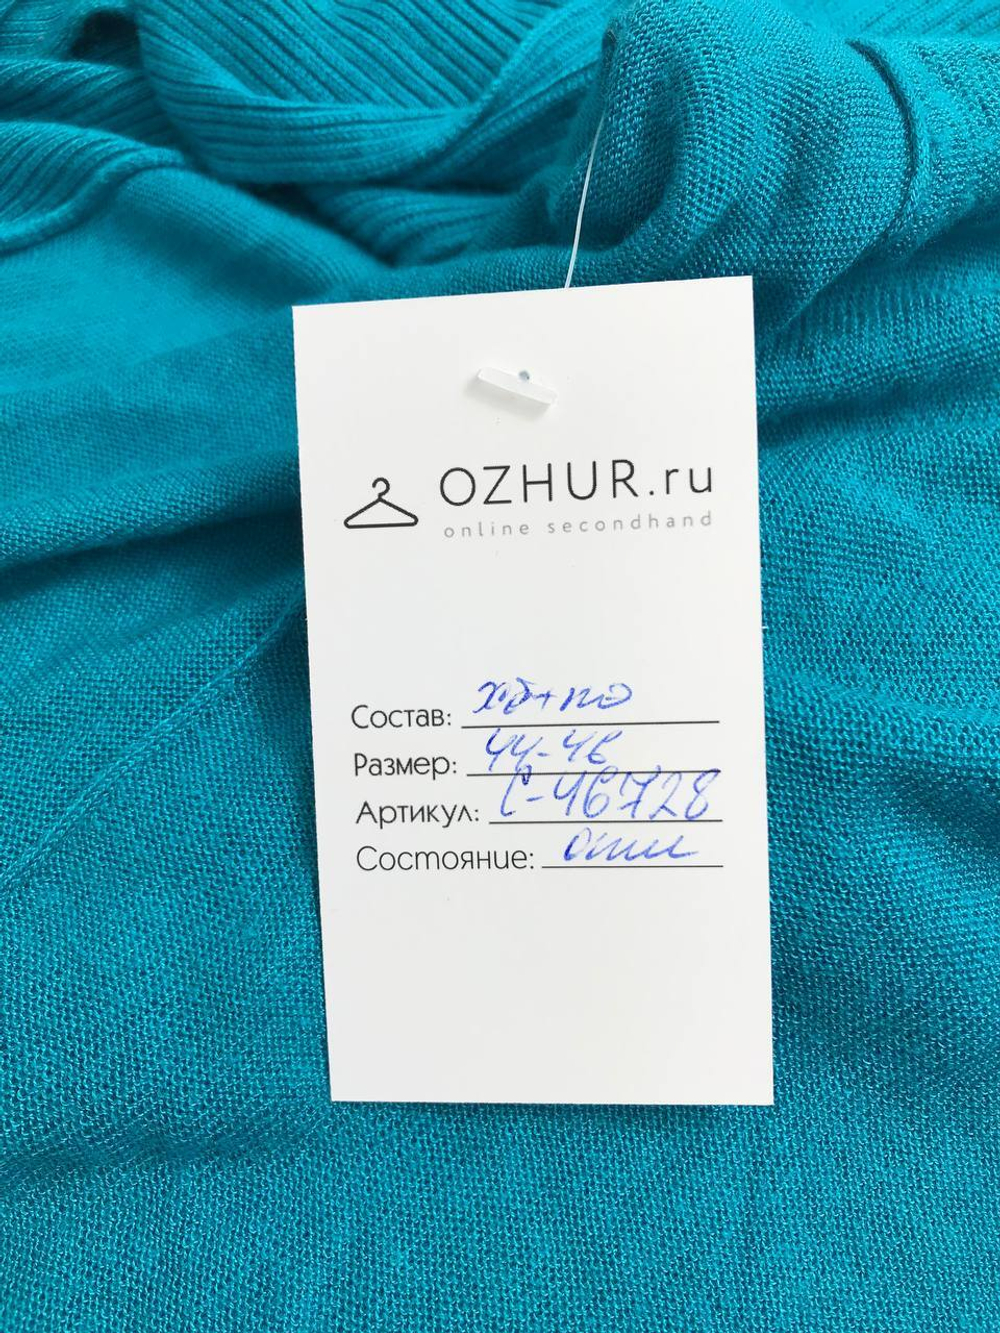 OZHUR.ru
online secondhand
Состав: хб+пэ
Размер: 44-46
Артикул: С-46728
Состояние: отл